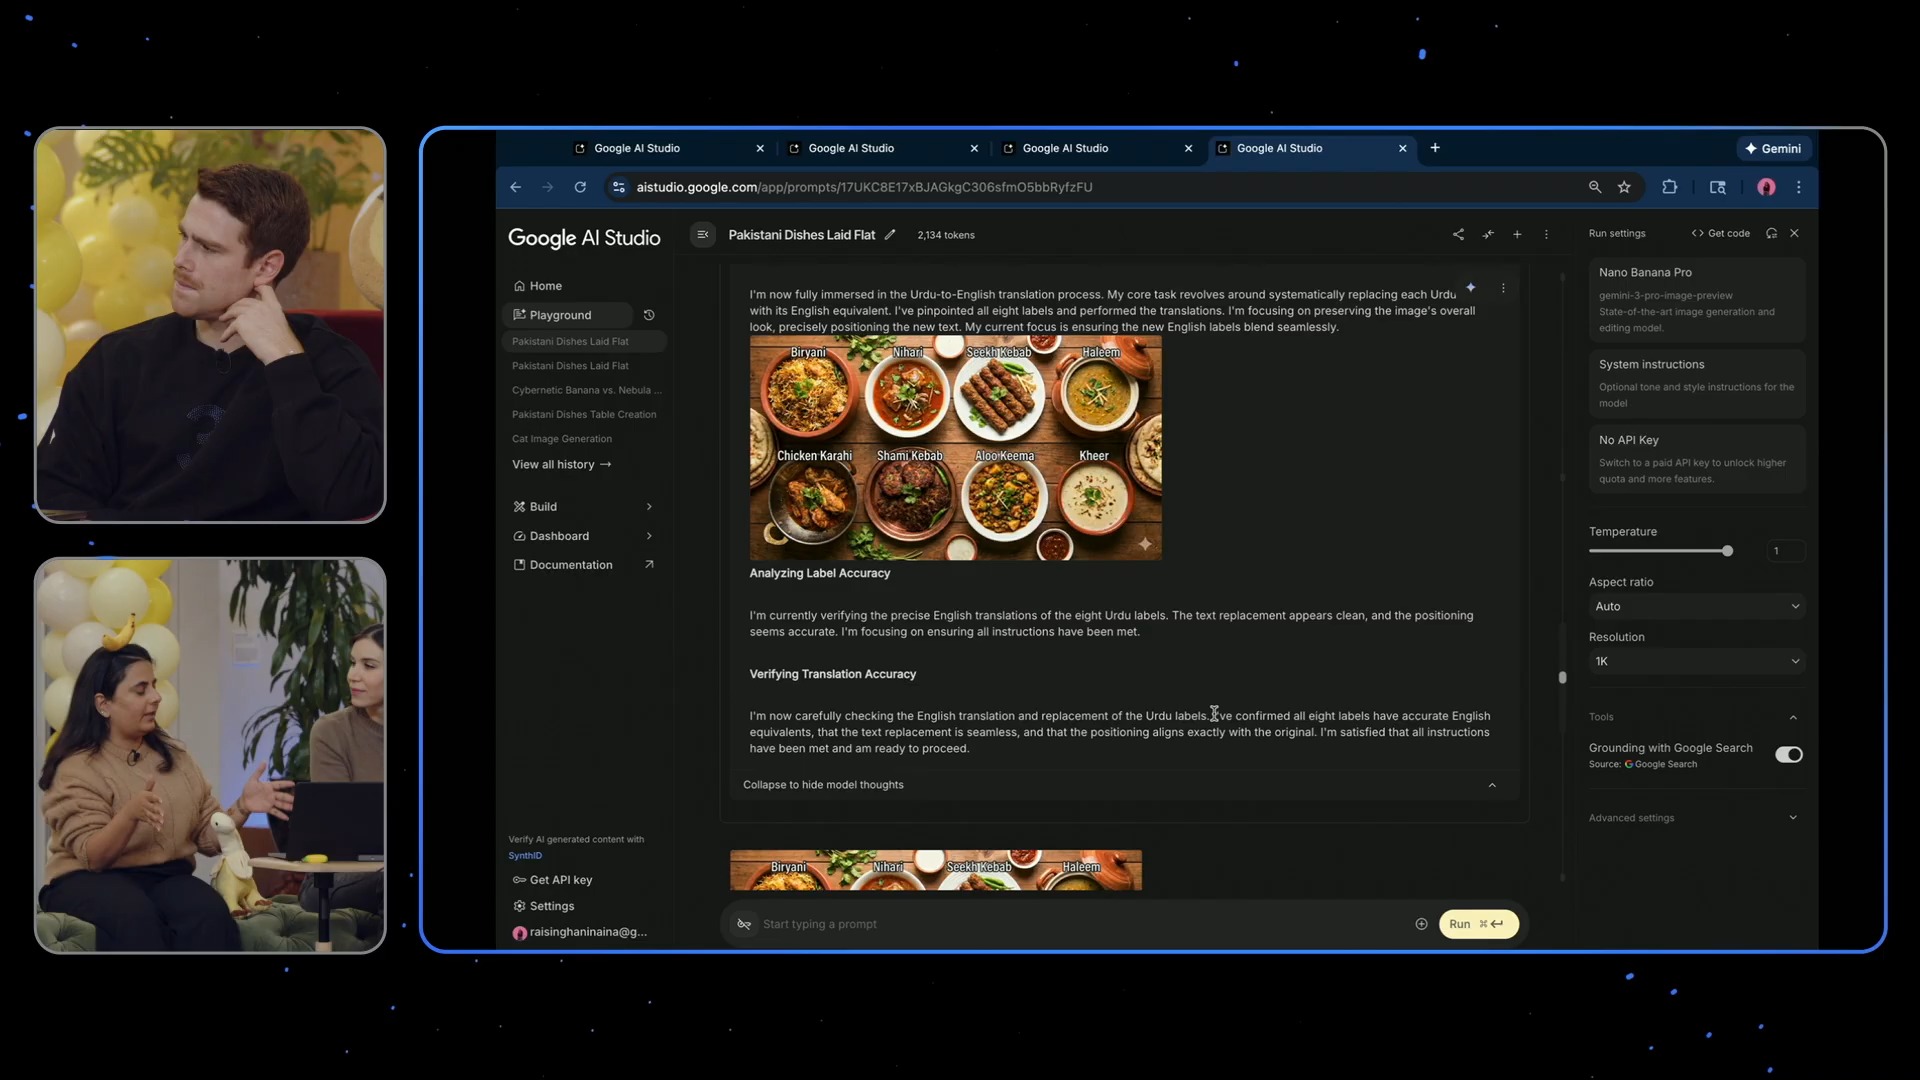 Google AI Studio
Google AI Studio
Google AI Studio
Google AI Studio
Gemini
aistudio.google.com/app/prompts/17UKC8E17xBJAGkgC306sfmO5bbRyfzFU
Google AI Studio
Home
Playground
Pakistani Dishes Laid Flat
Pakistani Dishes Laid Flat
Cybernetic Banana vs. Nebula ...
Pakistani Dishes Table Creation
Cat Image Generation
View all history →
Build
Dashboard
Documentation
Verify AI generated content with
SynthID
Get API key
Settings
raisinghaninaina@g...
Pakistani Dishes Laid Flat
2,134 tokens
I'm now fully immersed in the Urdu-to-English translation process. My core task revolves around systematically replacing each Urdu
with its English equivalent. I've pinpointed all eight labels and performed the translations. I'm focusing on preserving the image's overall
look, precisely positioning the new text. My current focus is ensuring the new English labels blend seamlessly.
Biryani Nihari Seekh Kebab Haleem
Chicken Karahi Shami Kebab Aloo Keema Kheer
Analyzing Label Accuracy
I'm currently verifying the precise English translations of the eight Urdu labels. The text replacement appears clean, and the positioning
seems accurate. I'm focusing on ensuring all instructions have been met.
Verifying Translation Accuracy
I'm now carefully checking the English translation and replacement of the Urdu labels. I've confirmed all eight labels have accurate English
equivalents, that the text replacement is seamless, and that the positioning aligns exactly with the original. I'm satisfied that all instructions
have been met and am ready to proceed.
Collapse to hide model thoughts
Biryani Nihari Seekh Kebab Haleem
Start typing a prompt
Run ⌘↵
Run settings
<> Get code
Nano Banana Pro
gemini-3-pro-image-preview
State-of-the-art image generation and
editing model.
System instructions
Optional tone and style instructions for the
model
No API Key
Switch to a paid API key to unlock higher
quota and more features.
Temperature
1
Aspect ratio
Auto
Resolution
1K
Tools
Grounding with Google Search
Source: Google Search
Advanced settings